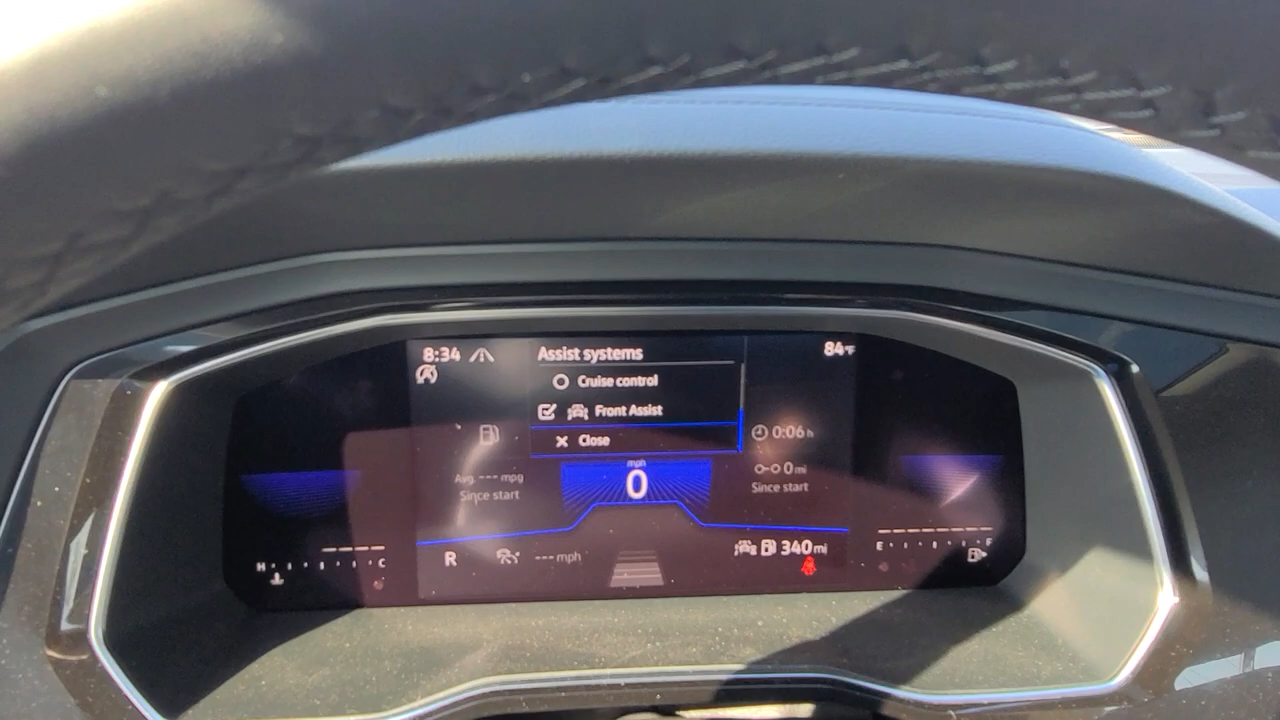 8:34
Assist systems
84°F
Cruise control
Front Assist
Close
0:06 h
Avg. --- mpg
Since start
mph
0
0 mi
Since start
H C
R
--- mph
340 mi
E F